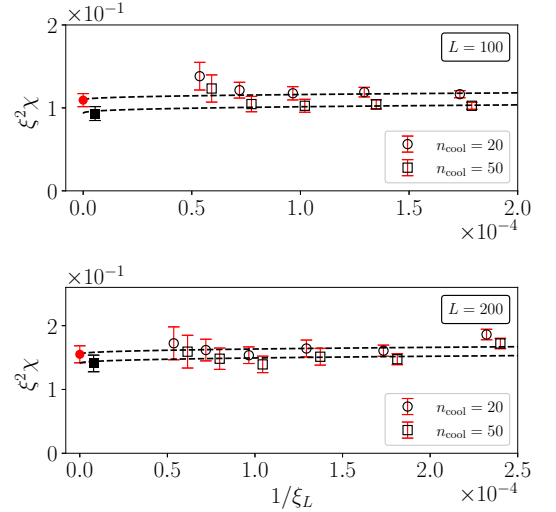 ×10⁻¹
2
1
0
ξ²χ
L = 100
n_cool = 20
n_cool = 50
0.0 0.5 1.0 1.5 2.0
×10⁻⁴
×10⁻¹
2
1
0
ξ²χ
L = 200
n_cool = 20
n_cool = 50
0.0 0.5 1.0 1.5 2.0 2.5
1/ξ_L
×10⁻⁴